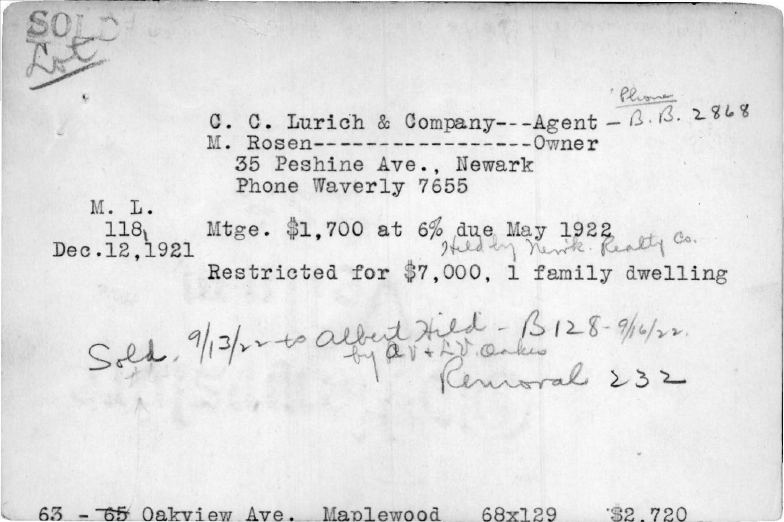 SOLD
Lot
Phone
C. C. Lurich & Company---Agent - B.B. 2868
M. Rosen-----------------Owner
35 Peshine Ave., Newark
Phone Waverly 7655
M. L.
118
Dec.12,1921
Mtge. $1,700 at 6% due May 1922
Held by Newk. Realty Co.
Restricted for $7,000, 1 family dwelling
Sold. 9/13/22 to Albert Hild - B128-9/16/22.
by A V + L V Oakes
Removal 232
63 - 65 Oakview Ave. Maplewood 68x129 $2,720